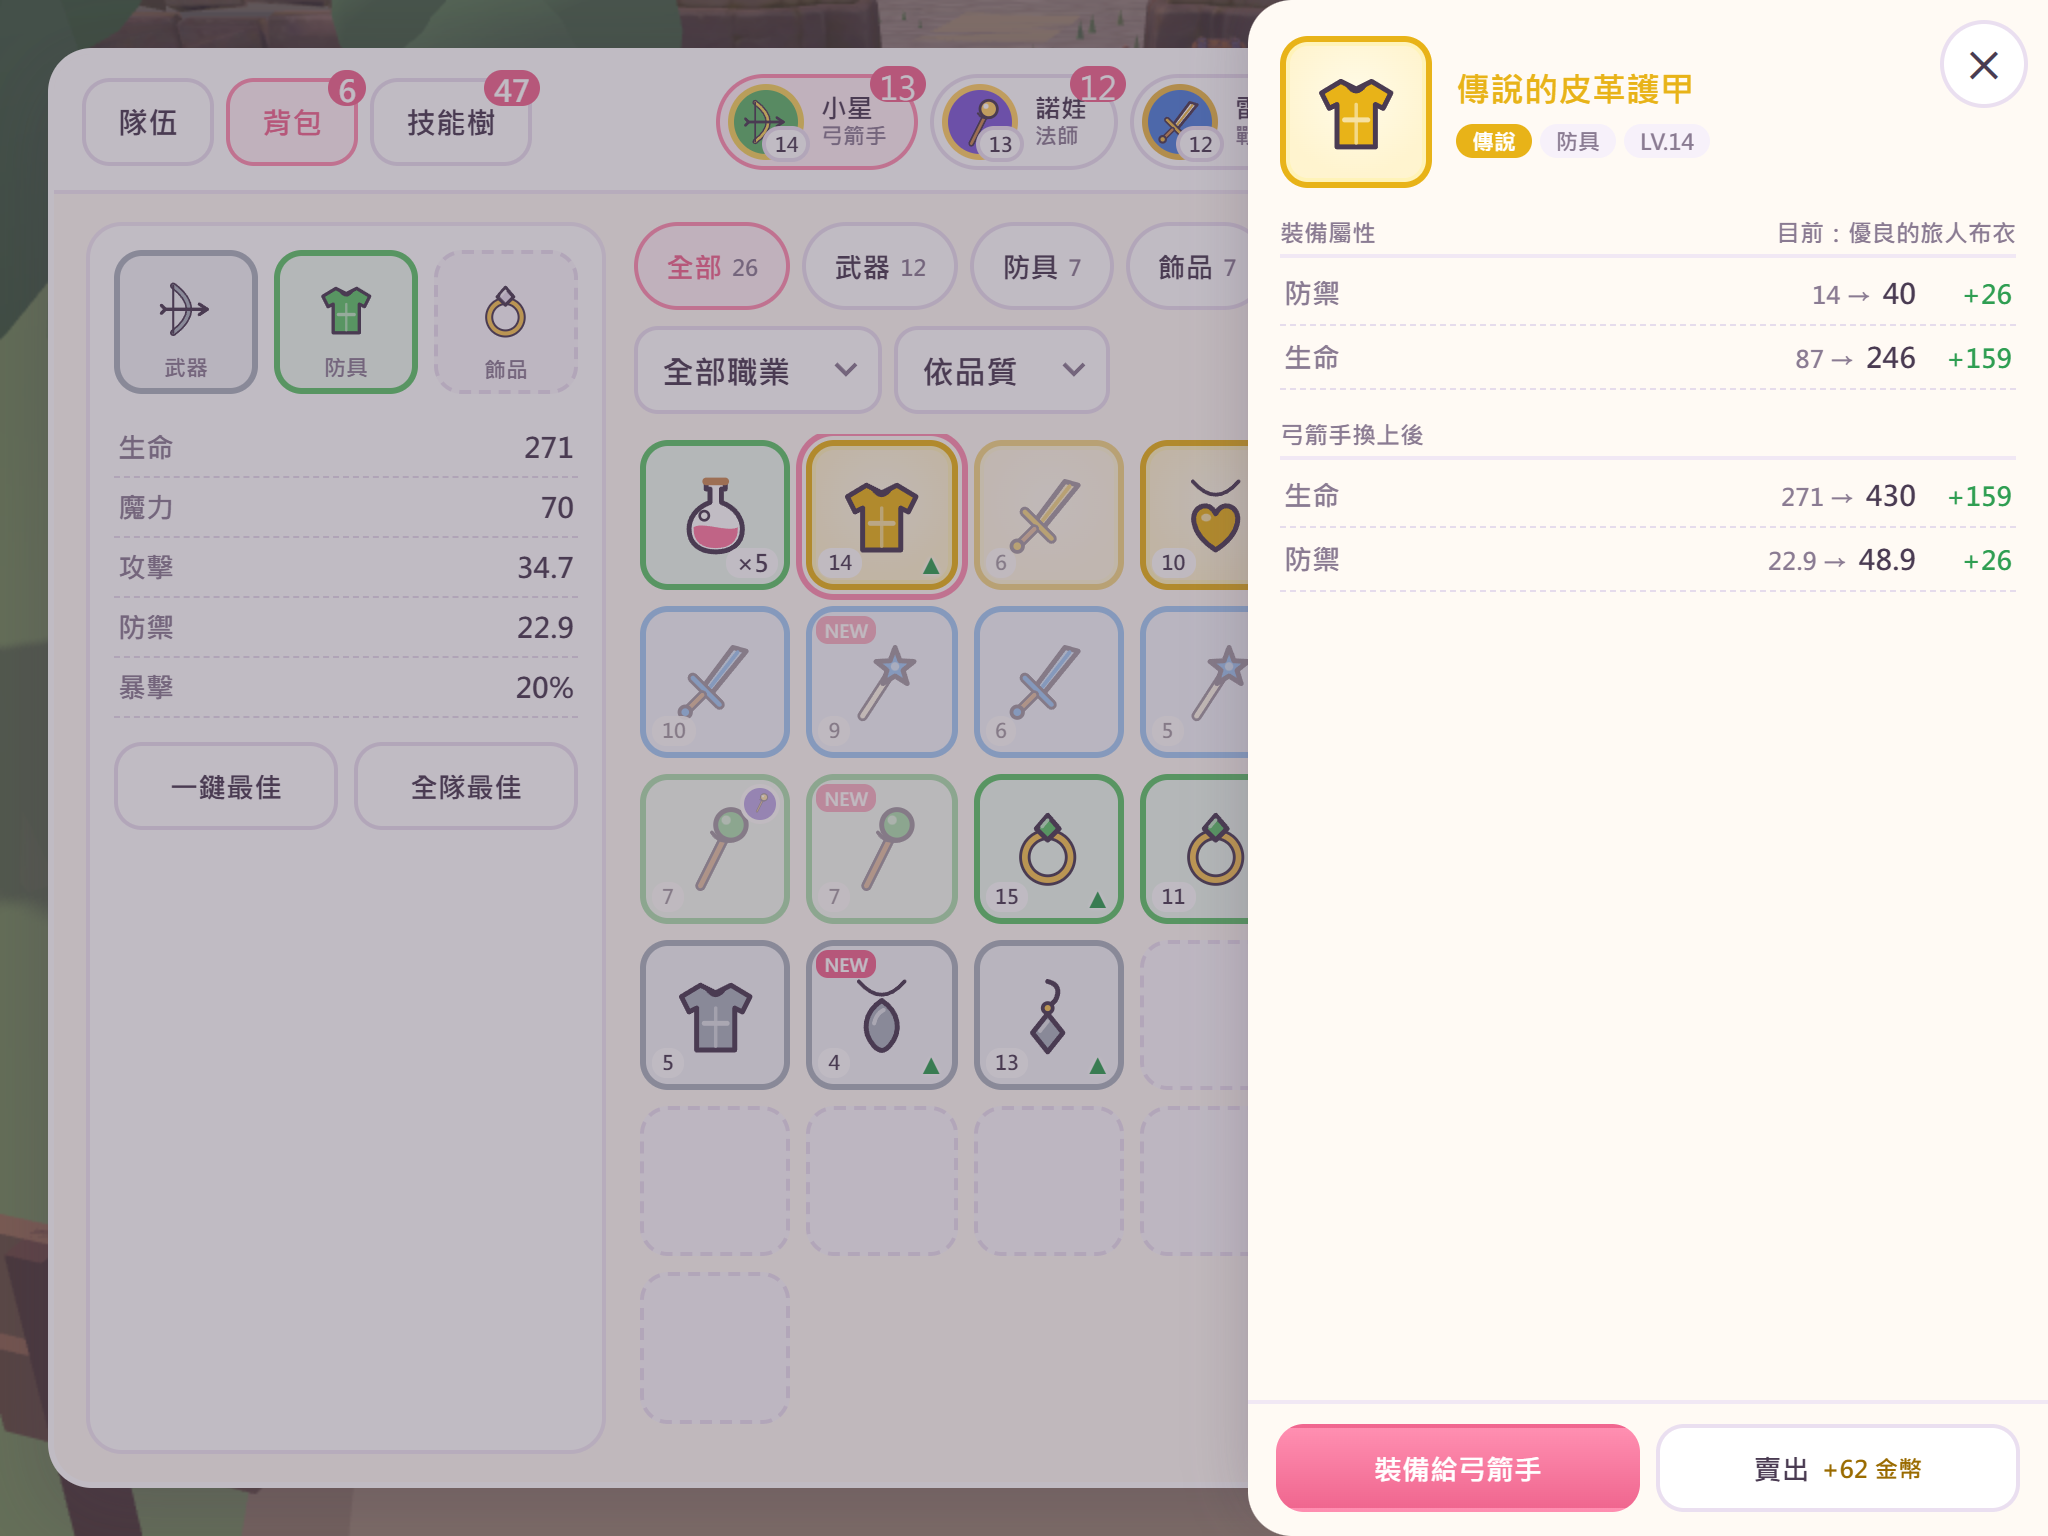 隊伍
背包
6
技能樹
47
小星
弓箭手
14
13
諾娃
法師
13
12
12
武器
防具
飾品
生命 271
魔力 70
攻擊 34.7
防禦 22.9
暴擊 20%
一鍵最佳
全隊最佳
全部 26
武器 12
防具 7
飾品 7
全部職業
依品質
×5
14
6
10
10
NEW
9
6
5
7
NEW
7
15
11
5
NEW
4
13
傳說的皮革護甲
傳說 防具 LV.14
裝備屬性 目前：優良的旅人布衣
防禦 14 → 40 +26
生命 87 → 246 +159
弓箭手換上後
生命 271 → 430 +159
防禦 22.9 → 48.9 +26
裝備給弓箭手
賣出 +62 金幣